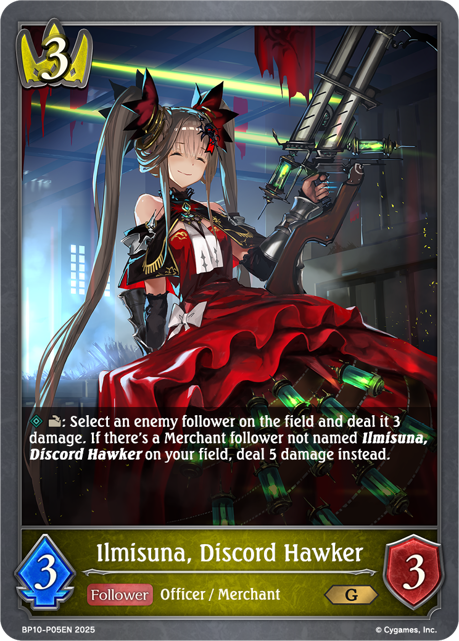 3
: Select an enemy follower on the field and deal it 3
damage. If there's a Merchant follower not named Ilmisuna,
Discord Hawker on your field, deal 5 damage instead.
Ilmisuna, Discord Hawker
3
Follower Officer / Merchant
G
3
BP10-P05EN 2025
© Cygames, Inc.